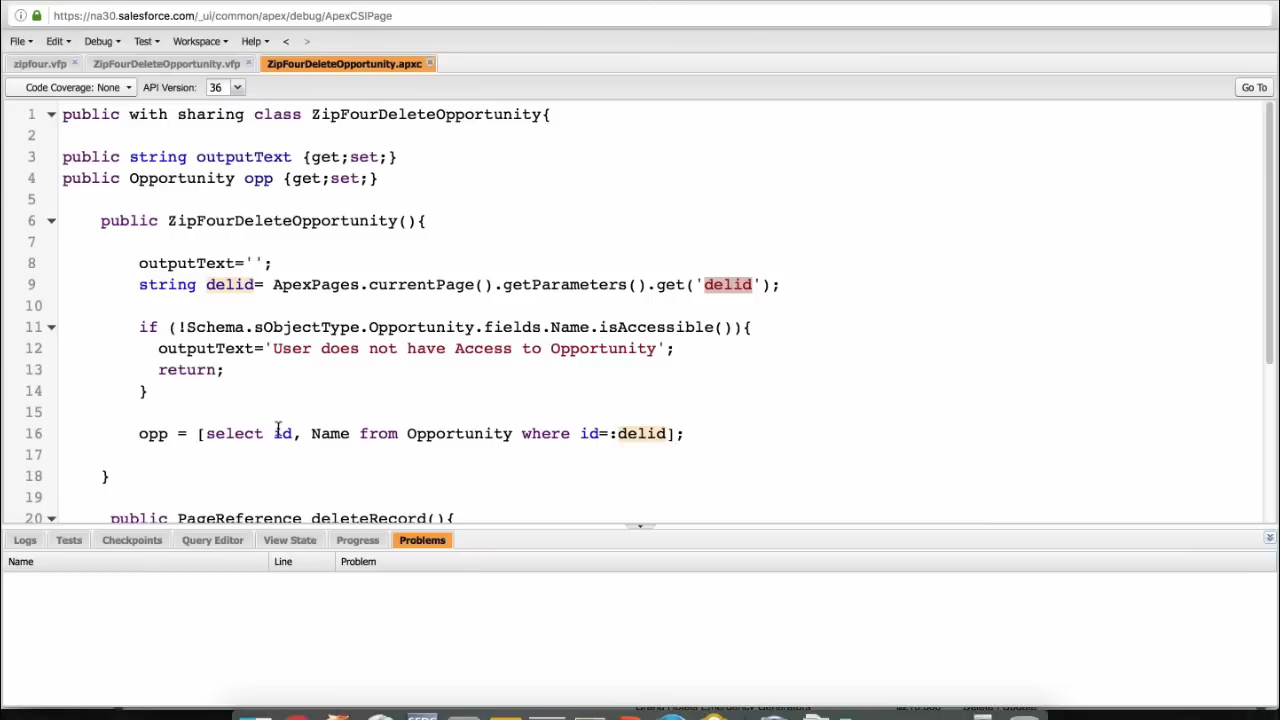 https://na30.salesforce.com/_ui/common/apex/debug/ApexCSIPage
File Edit Debug Test Workspace Help < >
zipfour.vfp ZipFourDeleteOpportunity.vfp ZipFourDeleteOpportunity.apxc
Code Coverage: None API Version: 36 Go To
1 public with sharing class ZipFourDeleteOpportunity{
2
3 public string outputText {get;set;}
4 public Opportunity opp {get;set;}
5
6 public ZipFourDeleteOpportunity(){
7
8 outputText='';
9 string delid= ApexPages.currentPage().getParameters().get('delid');
10
11 if (!Schema.sObjectType.Opportunity.fields.Name.isAccessible()){
12 outputText='User does not have Access to Opportunity';
13 return;
14 }
15
16 opp = [select id, Name from Opportunity where id=:delid];
17
18 }
19
20 public PageReference deleteRecord(){
Logs Tests Checkpoints Query Editor View State Progress Problems
Name Line Problem